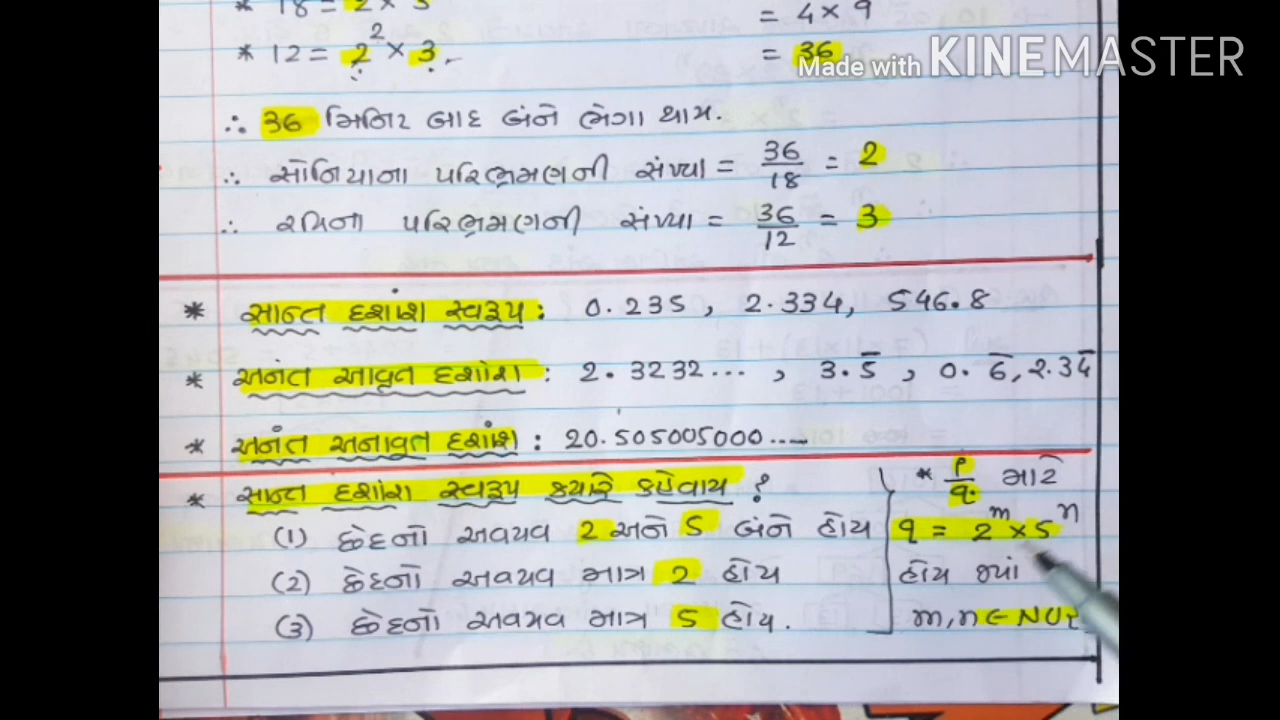 * 18 = 2 × 3
= 4 × 9
* 12 = 2² × 3
= 36
Made with KINEMASTER
∴ 36 મિનિટ બાદ બંને ભેગા થાય.
∴ સોનિયાના પરિભ્રમણની સંખ્યા = 36/18 = 2
∴ રવિના પરિભ્રમણની સંખ્યા = 36/12 = 3
* સાન્ત દશાંશ સ્વરૂપ : 0.235 , 2.334, 546.8
* અનંત આવૃત દશાંશ : 2.3232... , 3.5̅ , 0.6̅, 2.34̅
* અનંત અનાવૃત દશાંશ : 20.505005000.....
* સાન્ત દશાંશ સ્વરૂપ ક્યારે કહેવાય ?
(1) છેદનો અવયવ 2 અને 5 બંને હોય
(2) છેદનો અવયવ માત્ર 2 હોય
(3) છેદનો અવયવ માત્ર 5 હોય.
* p/q માટે
q = 2ᵐ × 5ⁿ
હોય જ્યાં
m, n ∈ N ∪ {